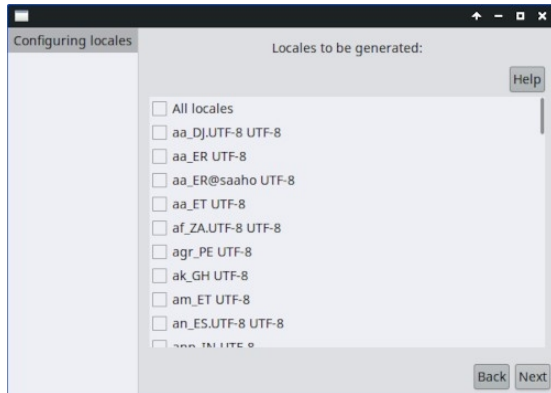 Configuring locales
Locales to be generated:
Help
All locales
aa_DJ.UTF-8 UTF-8
aa_ER UTF-8
aa_ER@saaho UTF-8
aa_ET UTF-8
af_ZA.UTF-8 UTF-8
agr_PE UTF-8
ak_GH UTF-8
am_ET UTF-8
an_ES.UTF-8 UTF-8
Back Next